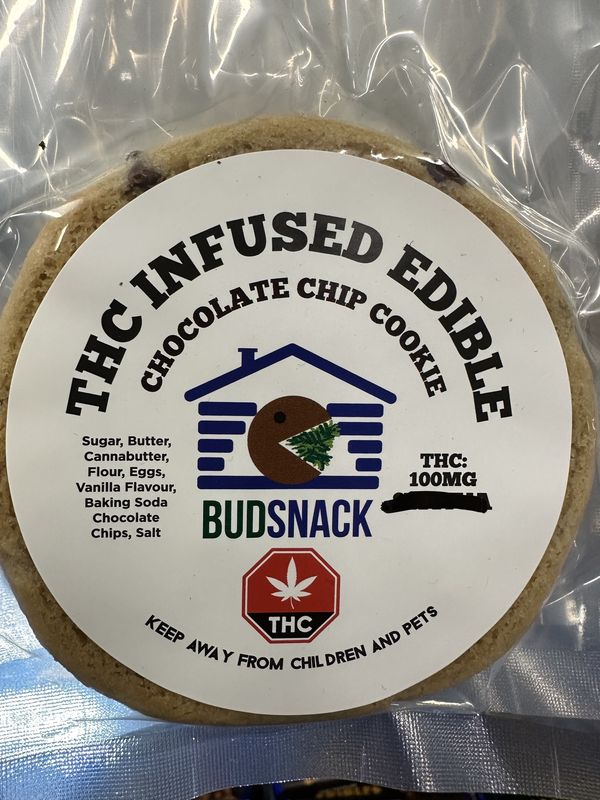 THC INFUSED EDIBLE
CHOCOLATE CHIP COOKIE
Sugar, Butter,
Cannabutter,
Flour, Eggs,
Vanilla Flavour,
Baking Soda
Chocolate
Chips, Salt
THC:
100MG
BUDSNACK
THC
KEEP AWAY FROM CHILDREN AND PETS